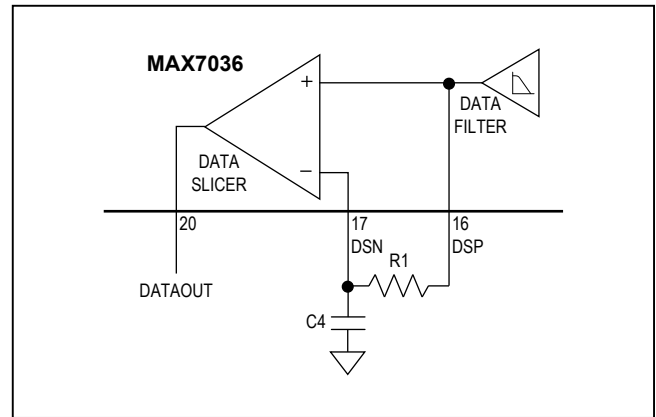 MAX7036
+
DATA
FILTER
DATA
SLICER
−
20
17
16
DSN
DSP
R1
DATAOUT
C4